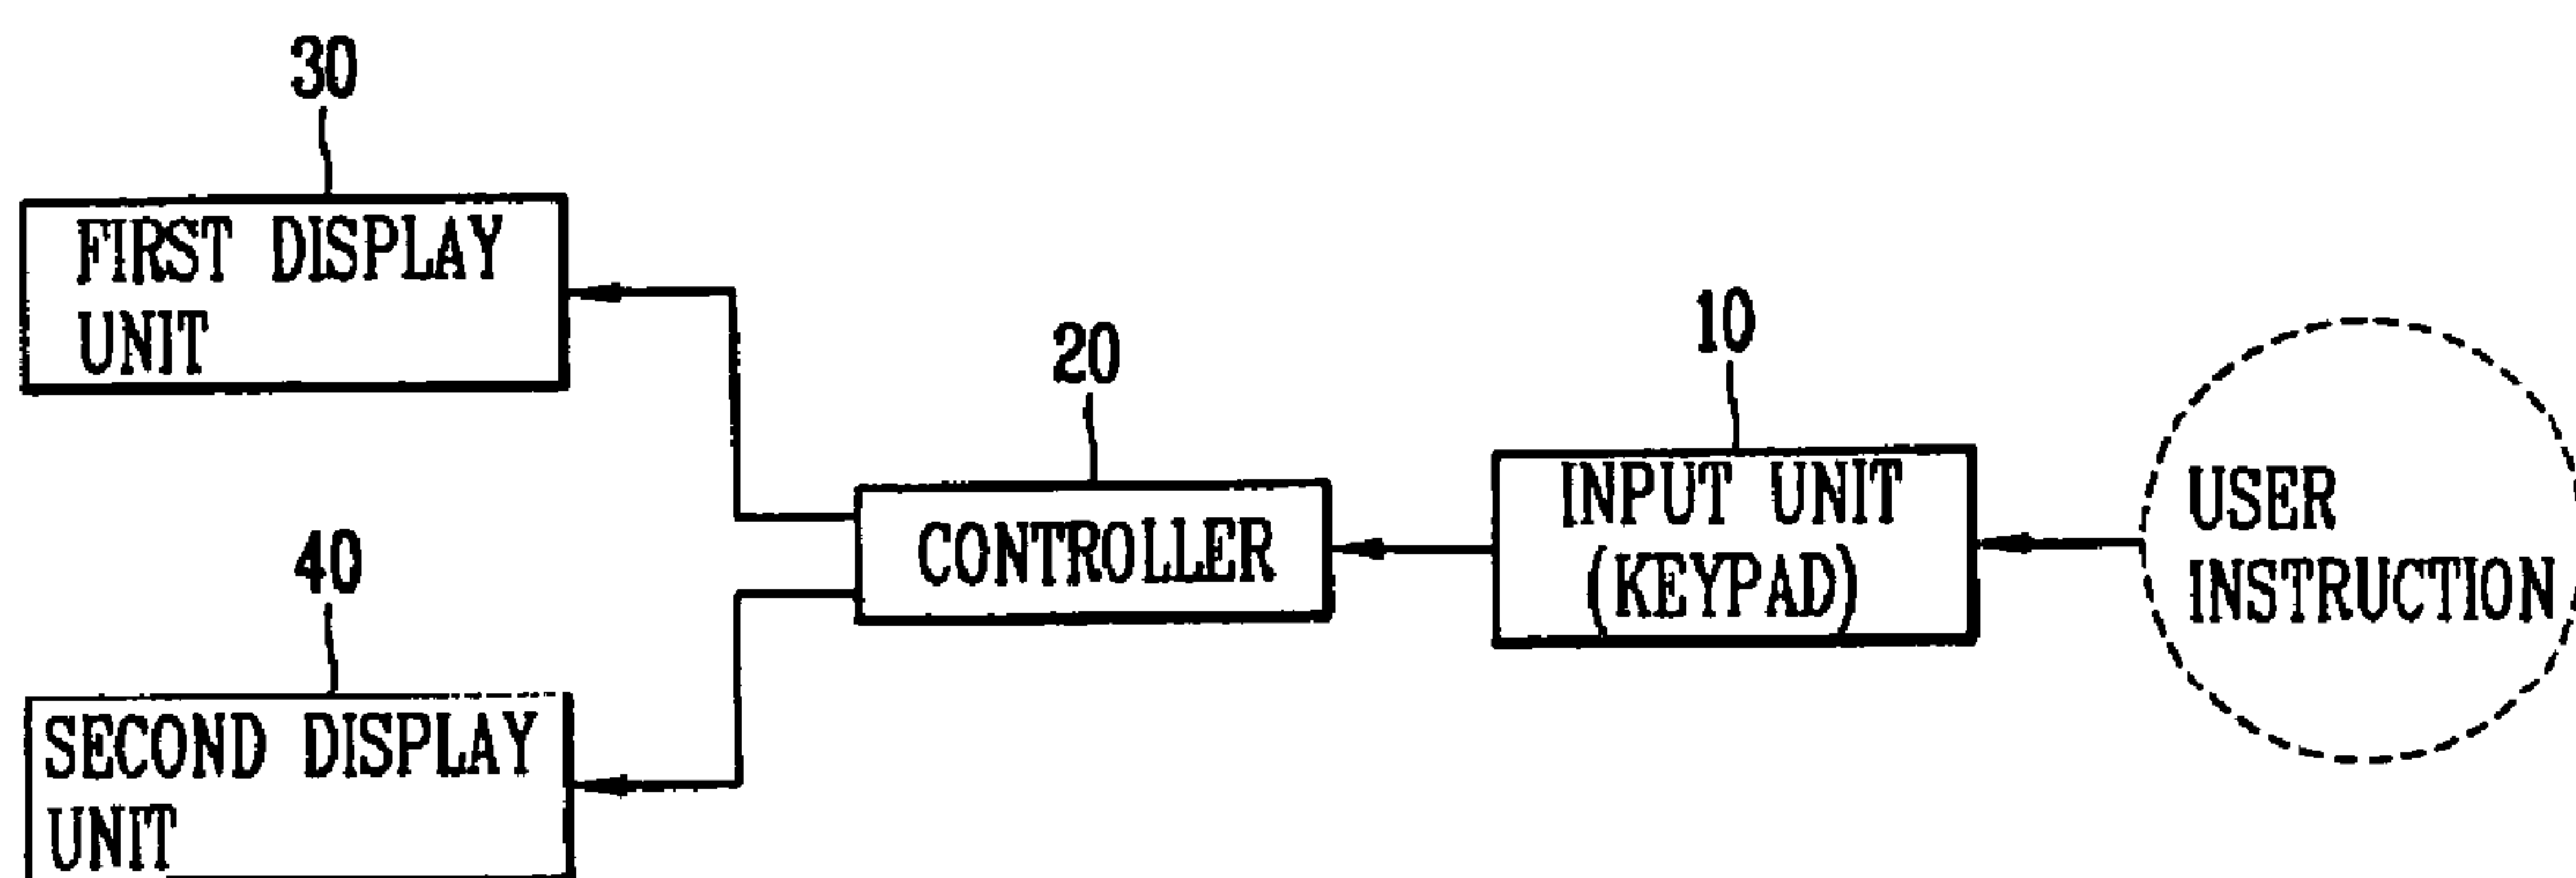 30
FIRST DISPLAY
UNIT
20
CONTROLLER
10
INPUT UNIT
(KEYPAD)
USER
INSTRUCTION
40
SECOND DISPLAY
UNIT